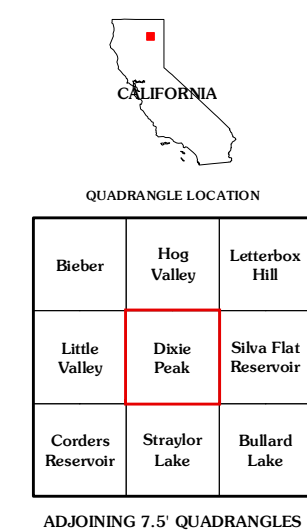 CALIFORNIA
QUADRANGLE LOCATION
Bieber
Hog
Valley
Letterbox
Hill
Little
Valley
Dixie
Peak
Silva Flat
Reservoir
Corders
Reservoir
Straylor
Lake
Bullard
Lake
ADJOINING 7.5' QUADRANGLES